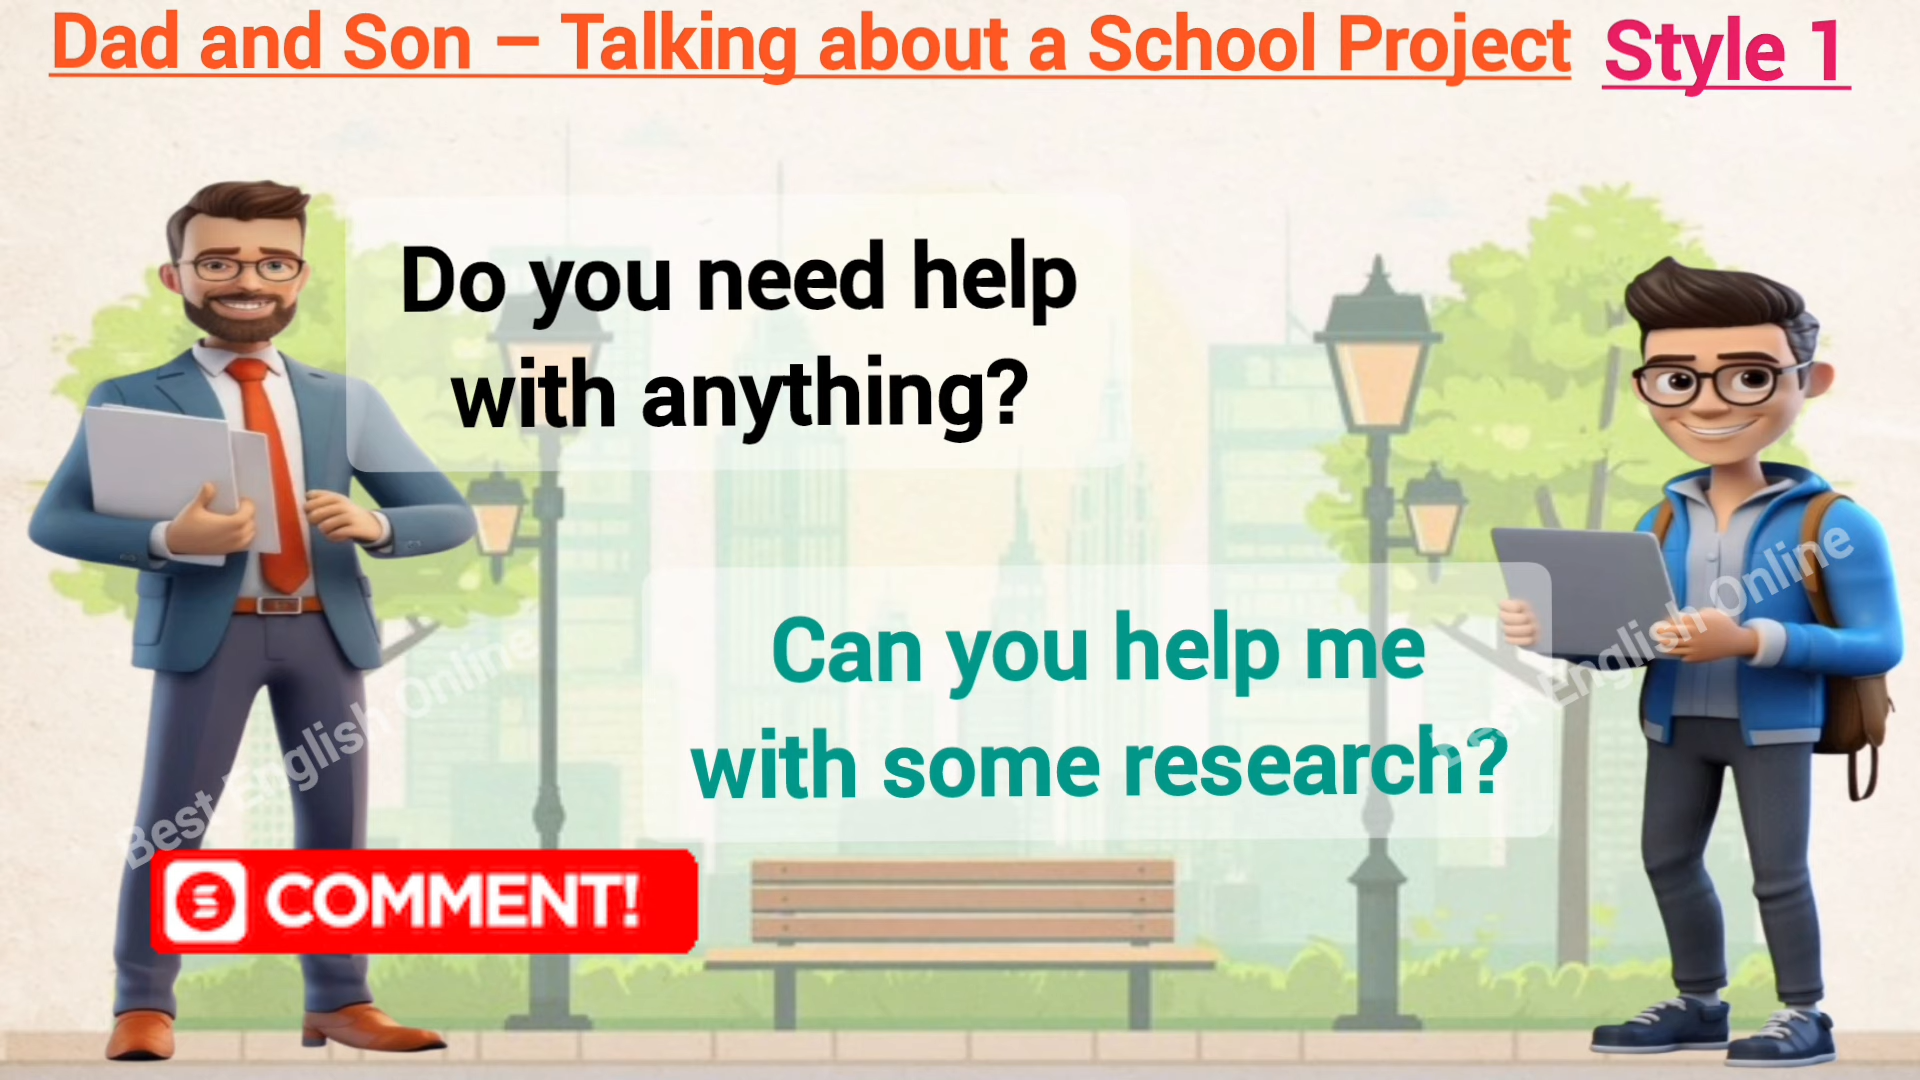 Dad and Son – Talking about a School Project Style 1
Do you need help
with anything?
Can you help me
with some research?
Best English Online
Best English Online
COMMENT!